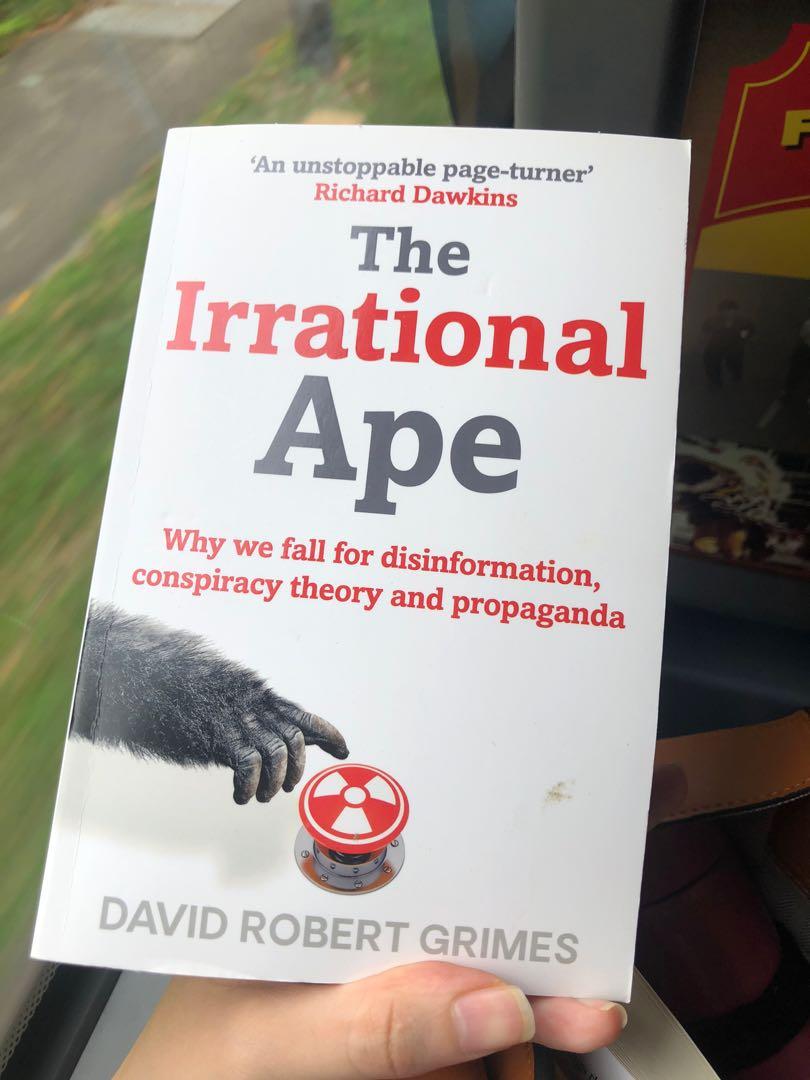 ‘An unstoppable page-turner’
Richard Dawkins
The
Irrational
Ape
Why we fall for disinformation,
conspiracy theory and propaganda
DAVID ROBERT GRIMES
F